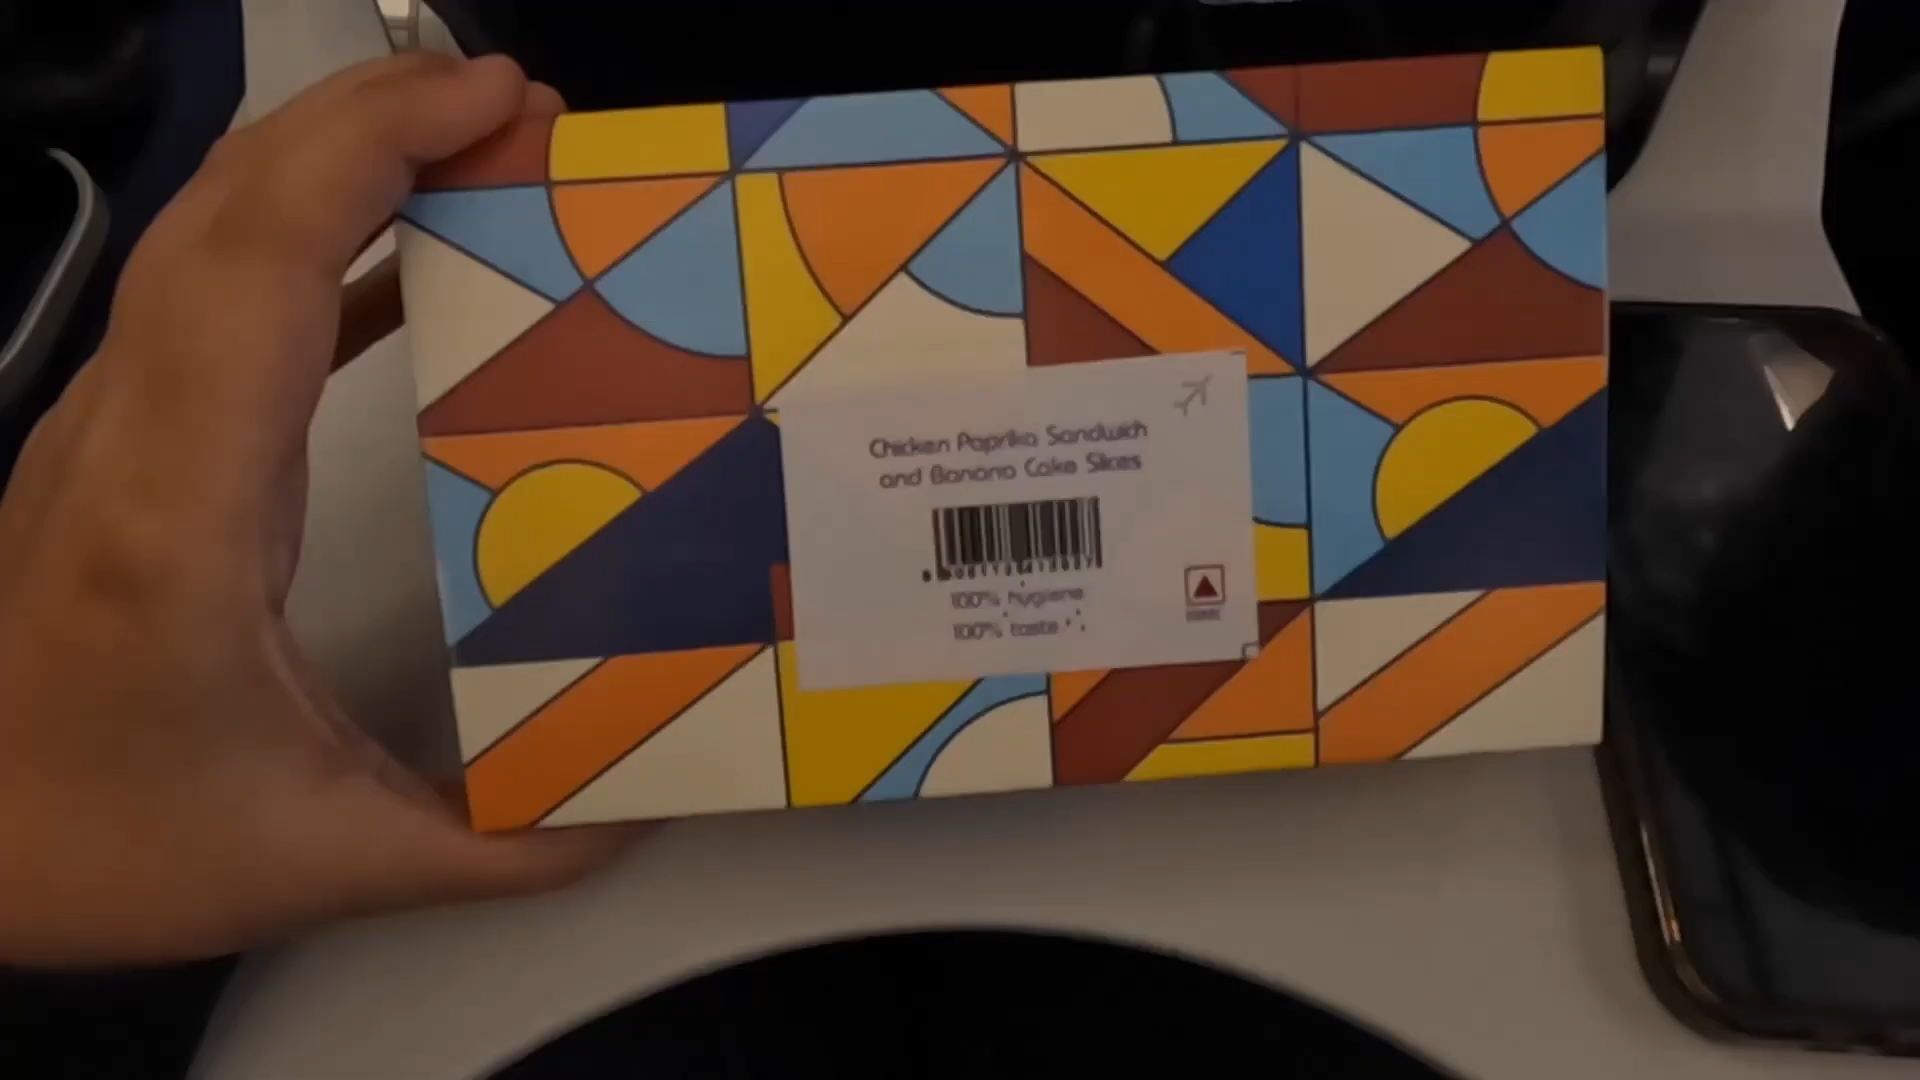 Chicken Paprika Sandwich
and Banana Cake Slices
100% hygiene
100% taste